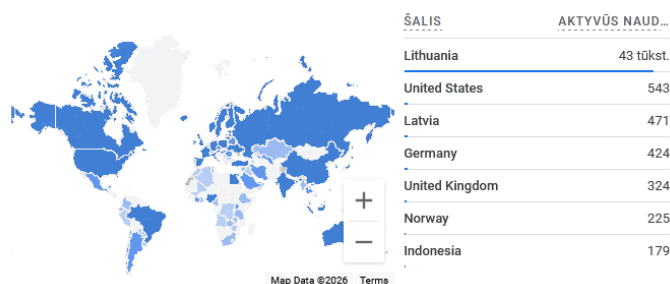 ŠALIS AKTYVŪS NAUD...
Lithuania 43 tūkst.
United States 543
Latvia 471
Germany 424
United Kingdom 324
Norway 225
Indonesia 179
+
−
Map Data ©2026 Terms